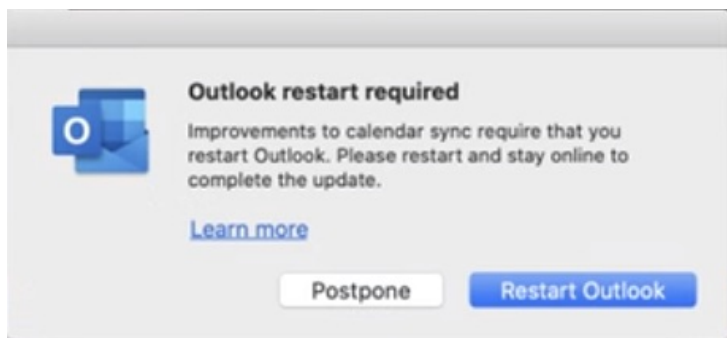 Outlook restart required
O
Improvements to calendar sync require that you
restart Outlook. Please restart and stay online to
complete the update.
Learn more
Postpone
Restart Outlook